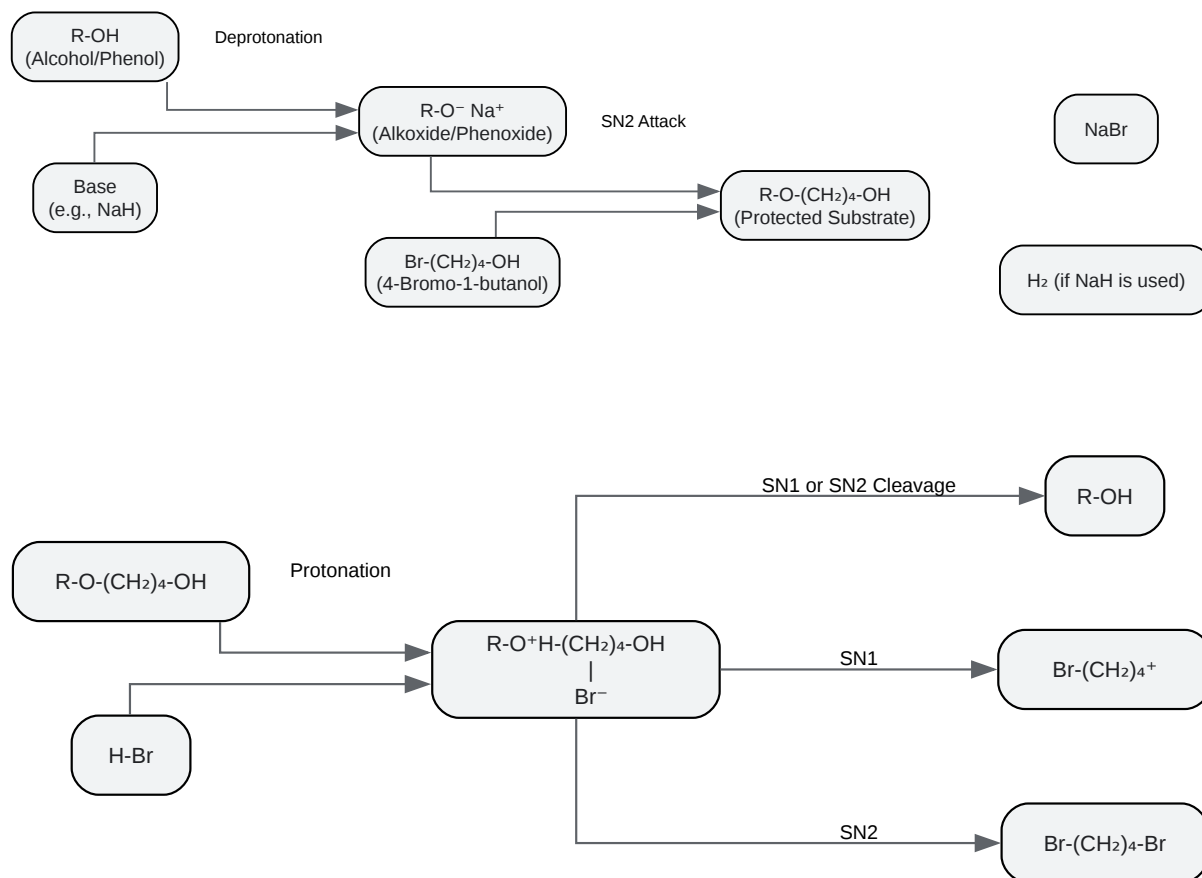 R-OH
(Alcohol/Phenol)
Deprotonation
R-O⁻ Na⁺
(Alkoxide/Phenoxide)
SN2 Attack
NaBr
Base
(e.g., NaH)
R-O-(CH₂)₄-OH
(Protected Substrate)
Br-(CH₂)₄-OH
(4-Bromo-1-butanol)
H₂ (if NaH is used)
SN1 or SN2 Cleavage
R-OH
R-O-(CH₂)₄-OH
Protonation
R-O⁺H-(CH₂)₄-OH
|
Br⁻
SN1
Br-(CH₂)₄⁺
H-Br
SN2
Br-(CH₂)₄-Br